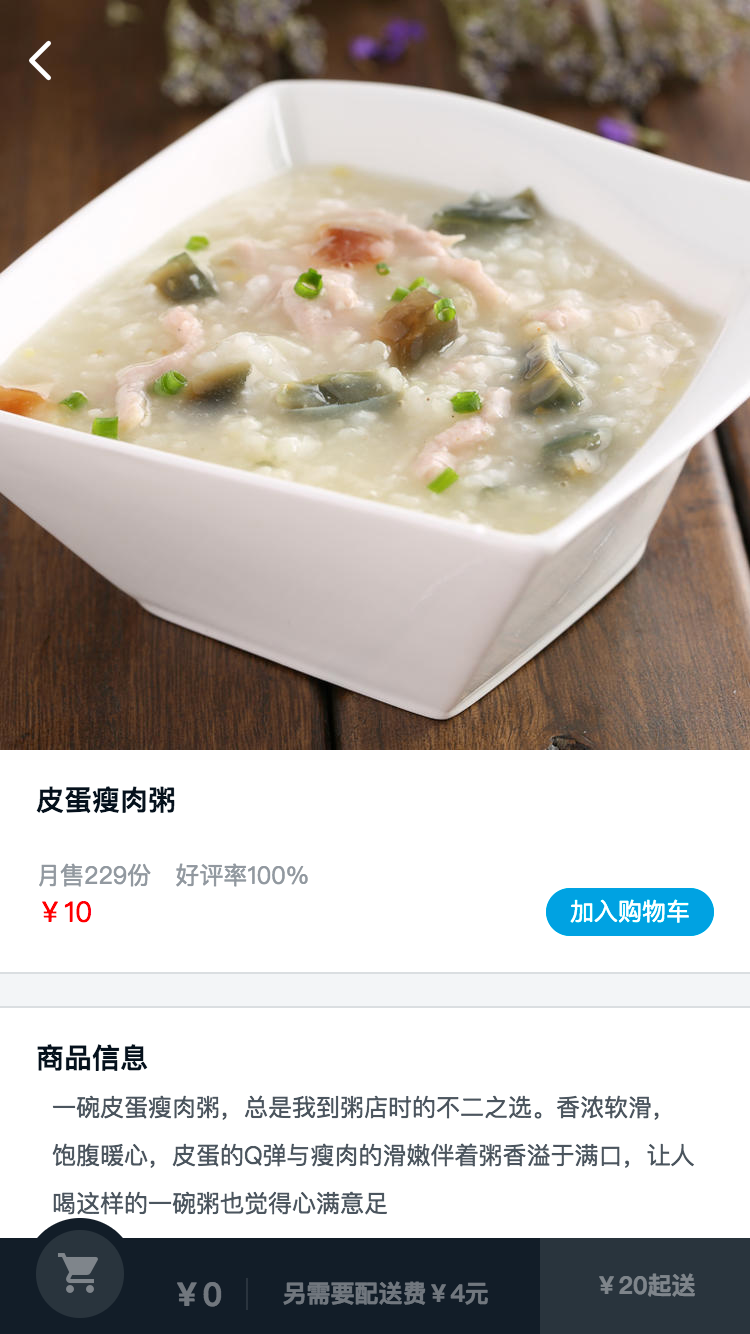 皮蛋瘦肉粥
月售229份 好评率100%
￥10
加入购物车
商品信息
一碗皮蛋瘦肉粥，总是我到粥店时的不二之选。香浓软滑，
饱腹暖心，皮蛋的Q弹与瘦肉的滑嫩伴着粥香溢于满口，让人
喝这样的一碗粥也觉得心满意足
￥0 另需要配送费￥4元 ￥20起送